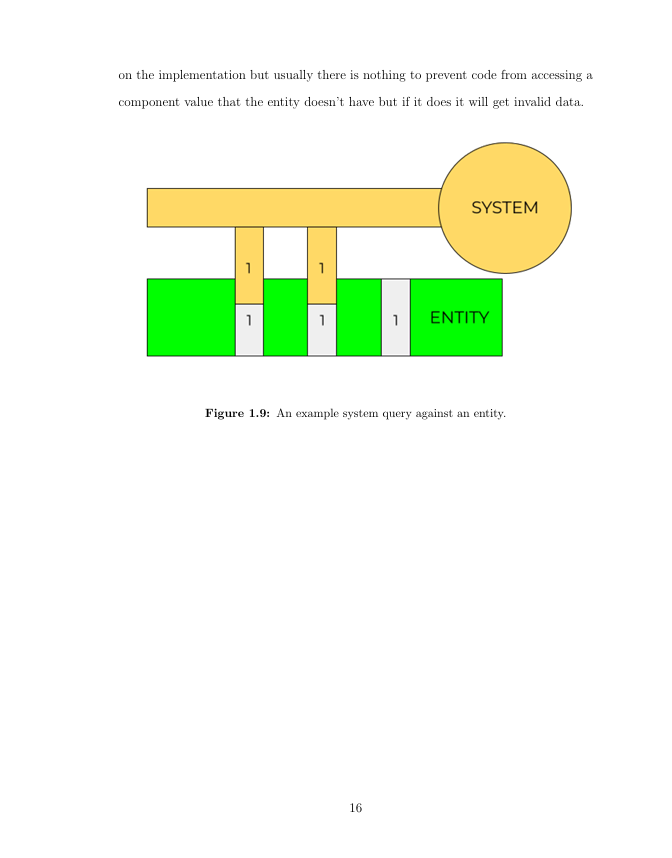 on the implementation but usually there is nothing to prevent code from accessing a
component value that the entity doesn't have but if it does it will get invalid data.
SYSTEM
1 1
1 1 1 ENTITY
Figure 1.9: An example system query against an entity.
16